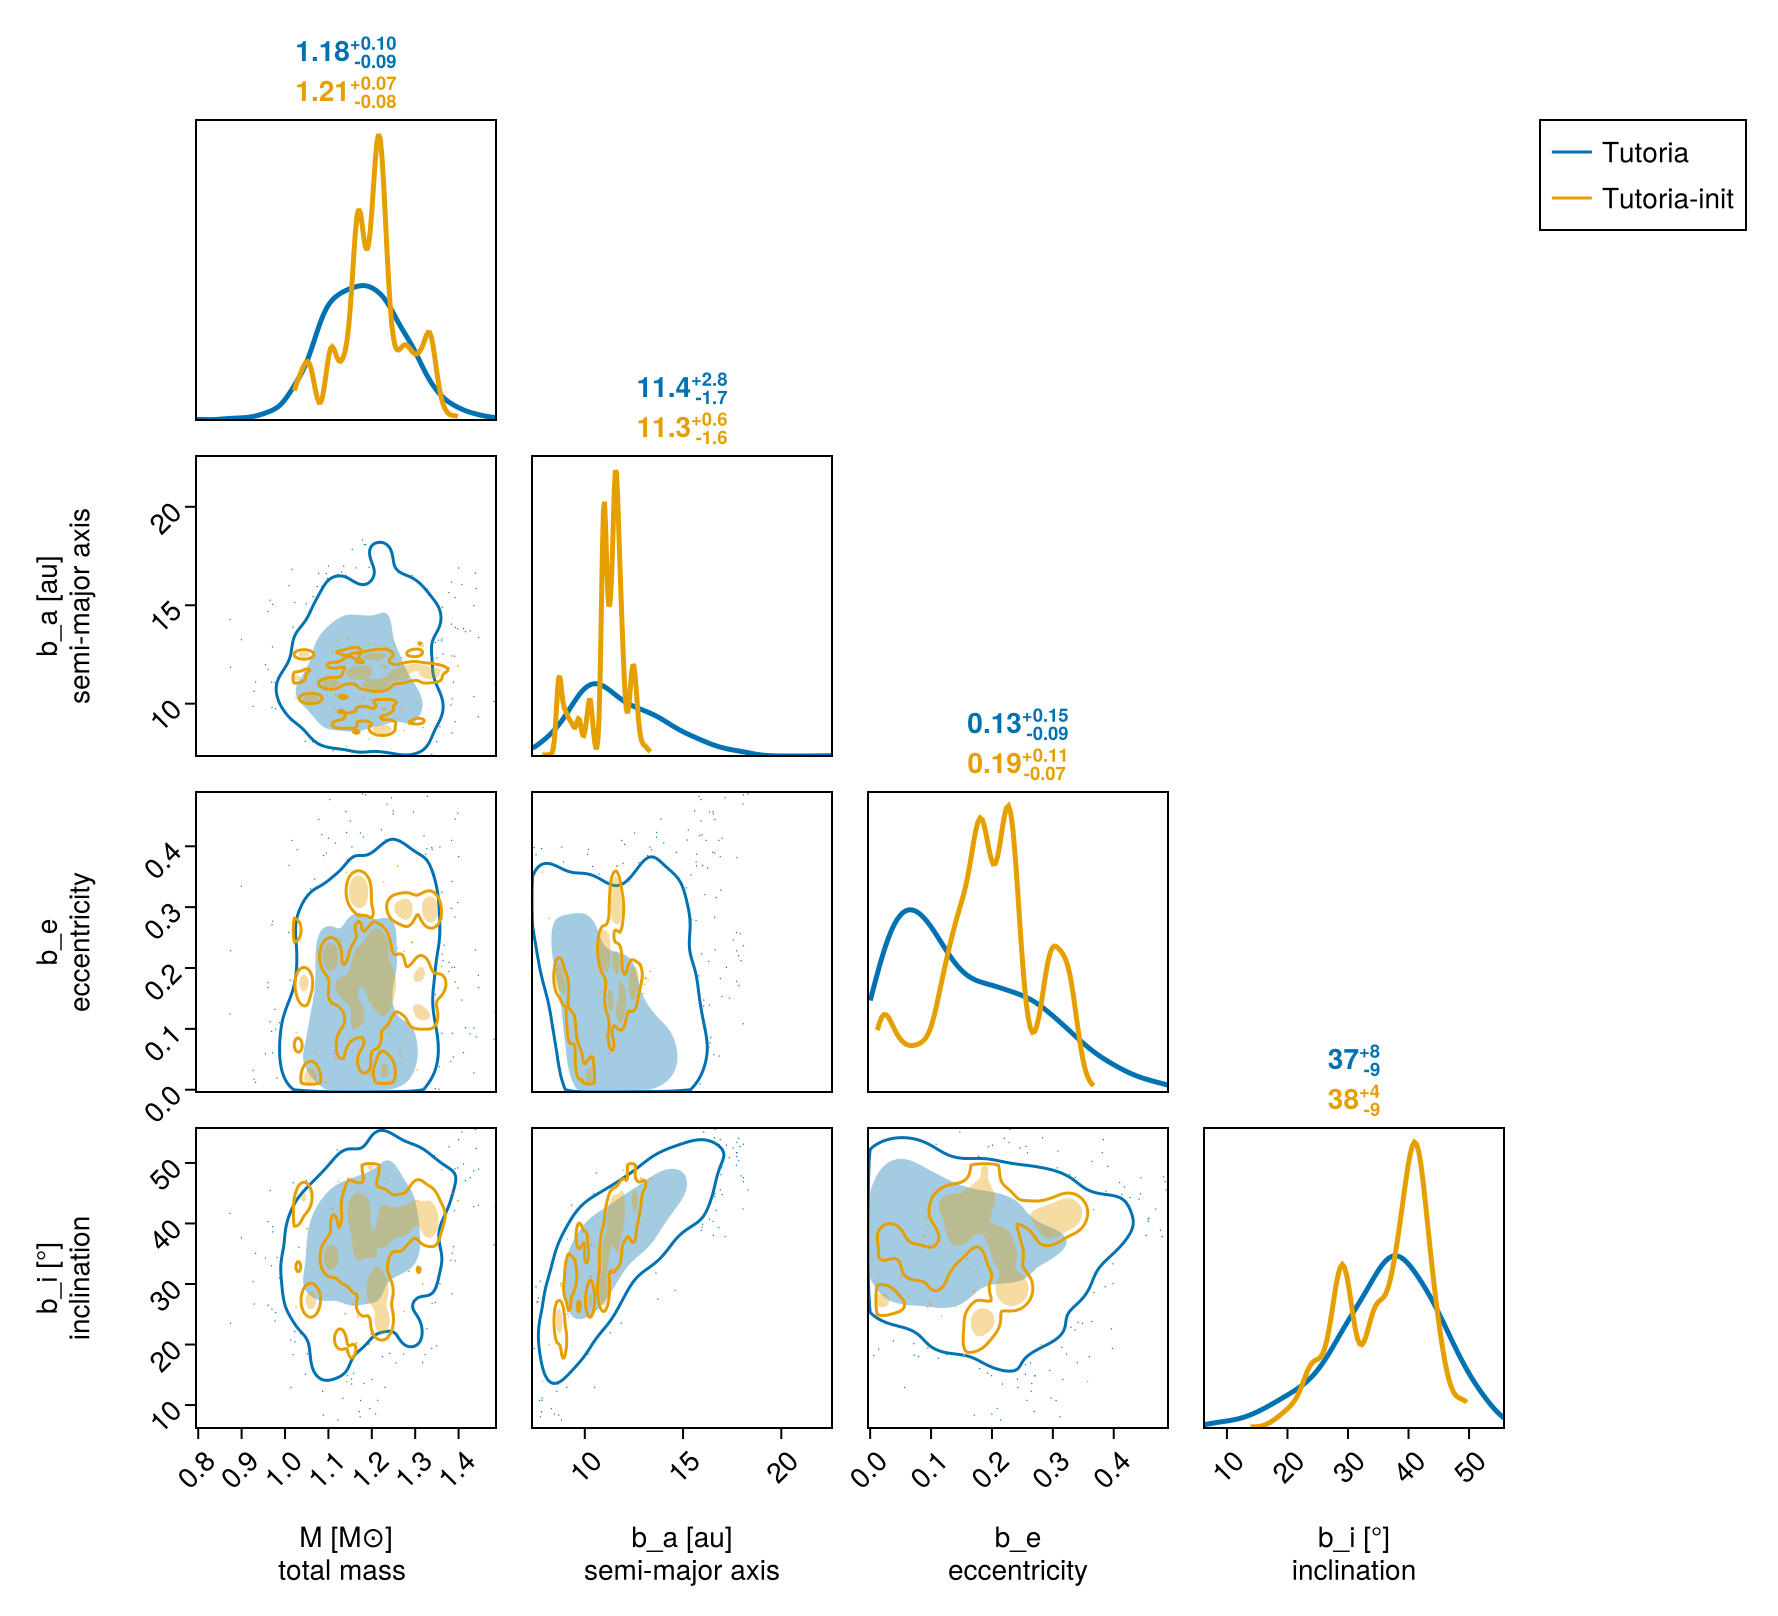 1.18+0.10-0.09
1.21+0.07-0.08
Tutoria
Tutoria-init
11.4+2.8-1.7
11.3+0.6-1.6
b_a [au]
semi-major axis
20
15
10
0.13+0.15-0.09
0.19+0.11-0.07
b_e
eccentricity
0.4
0.3
0.2
0.1
0.0
37+8-9
38+4-9
b_i [°]
inclination
50
40
30
20
10
0.8 0.9 1.0 1.1 1.2 1.3 1.4
10 15 20
0.0 0.1 0.2 0.3 0.4
10 20 30 40 50
M [M⊙]
total mass
b_a [au]
semi-major axis
b_e
eccentricity
b_i [°]
inclination